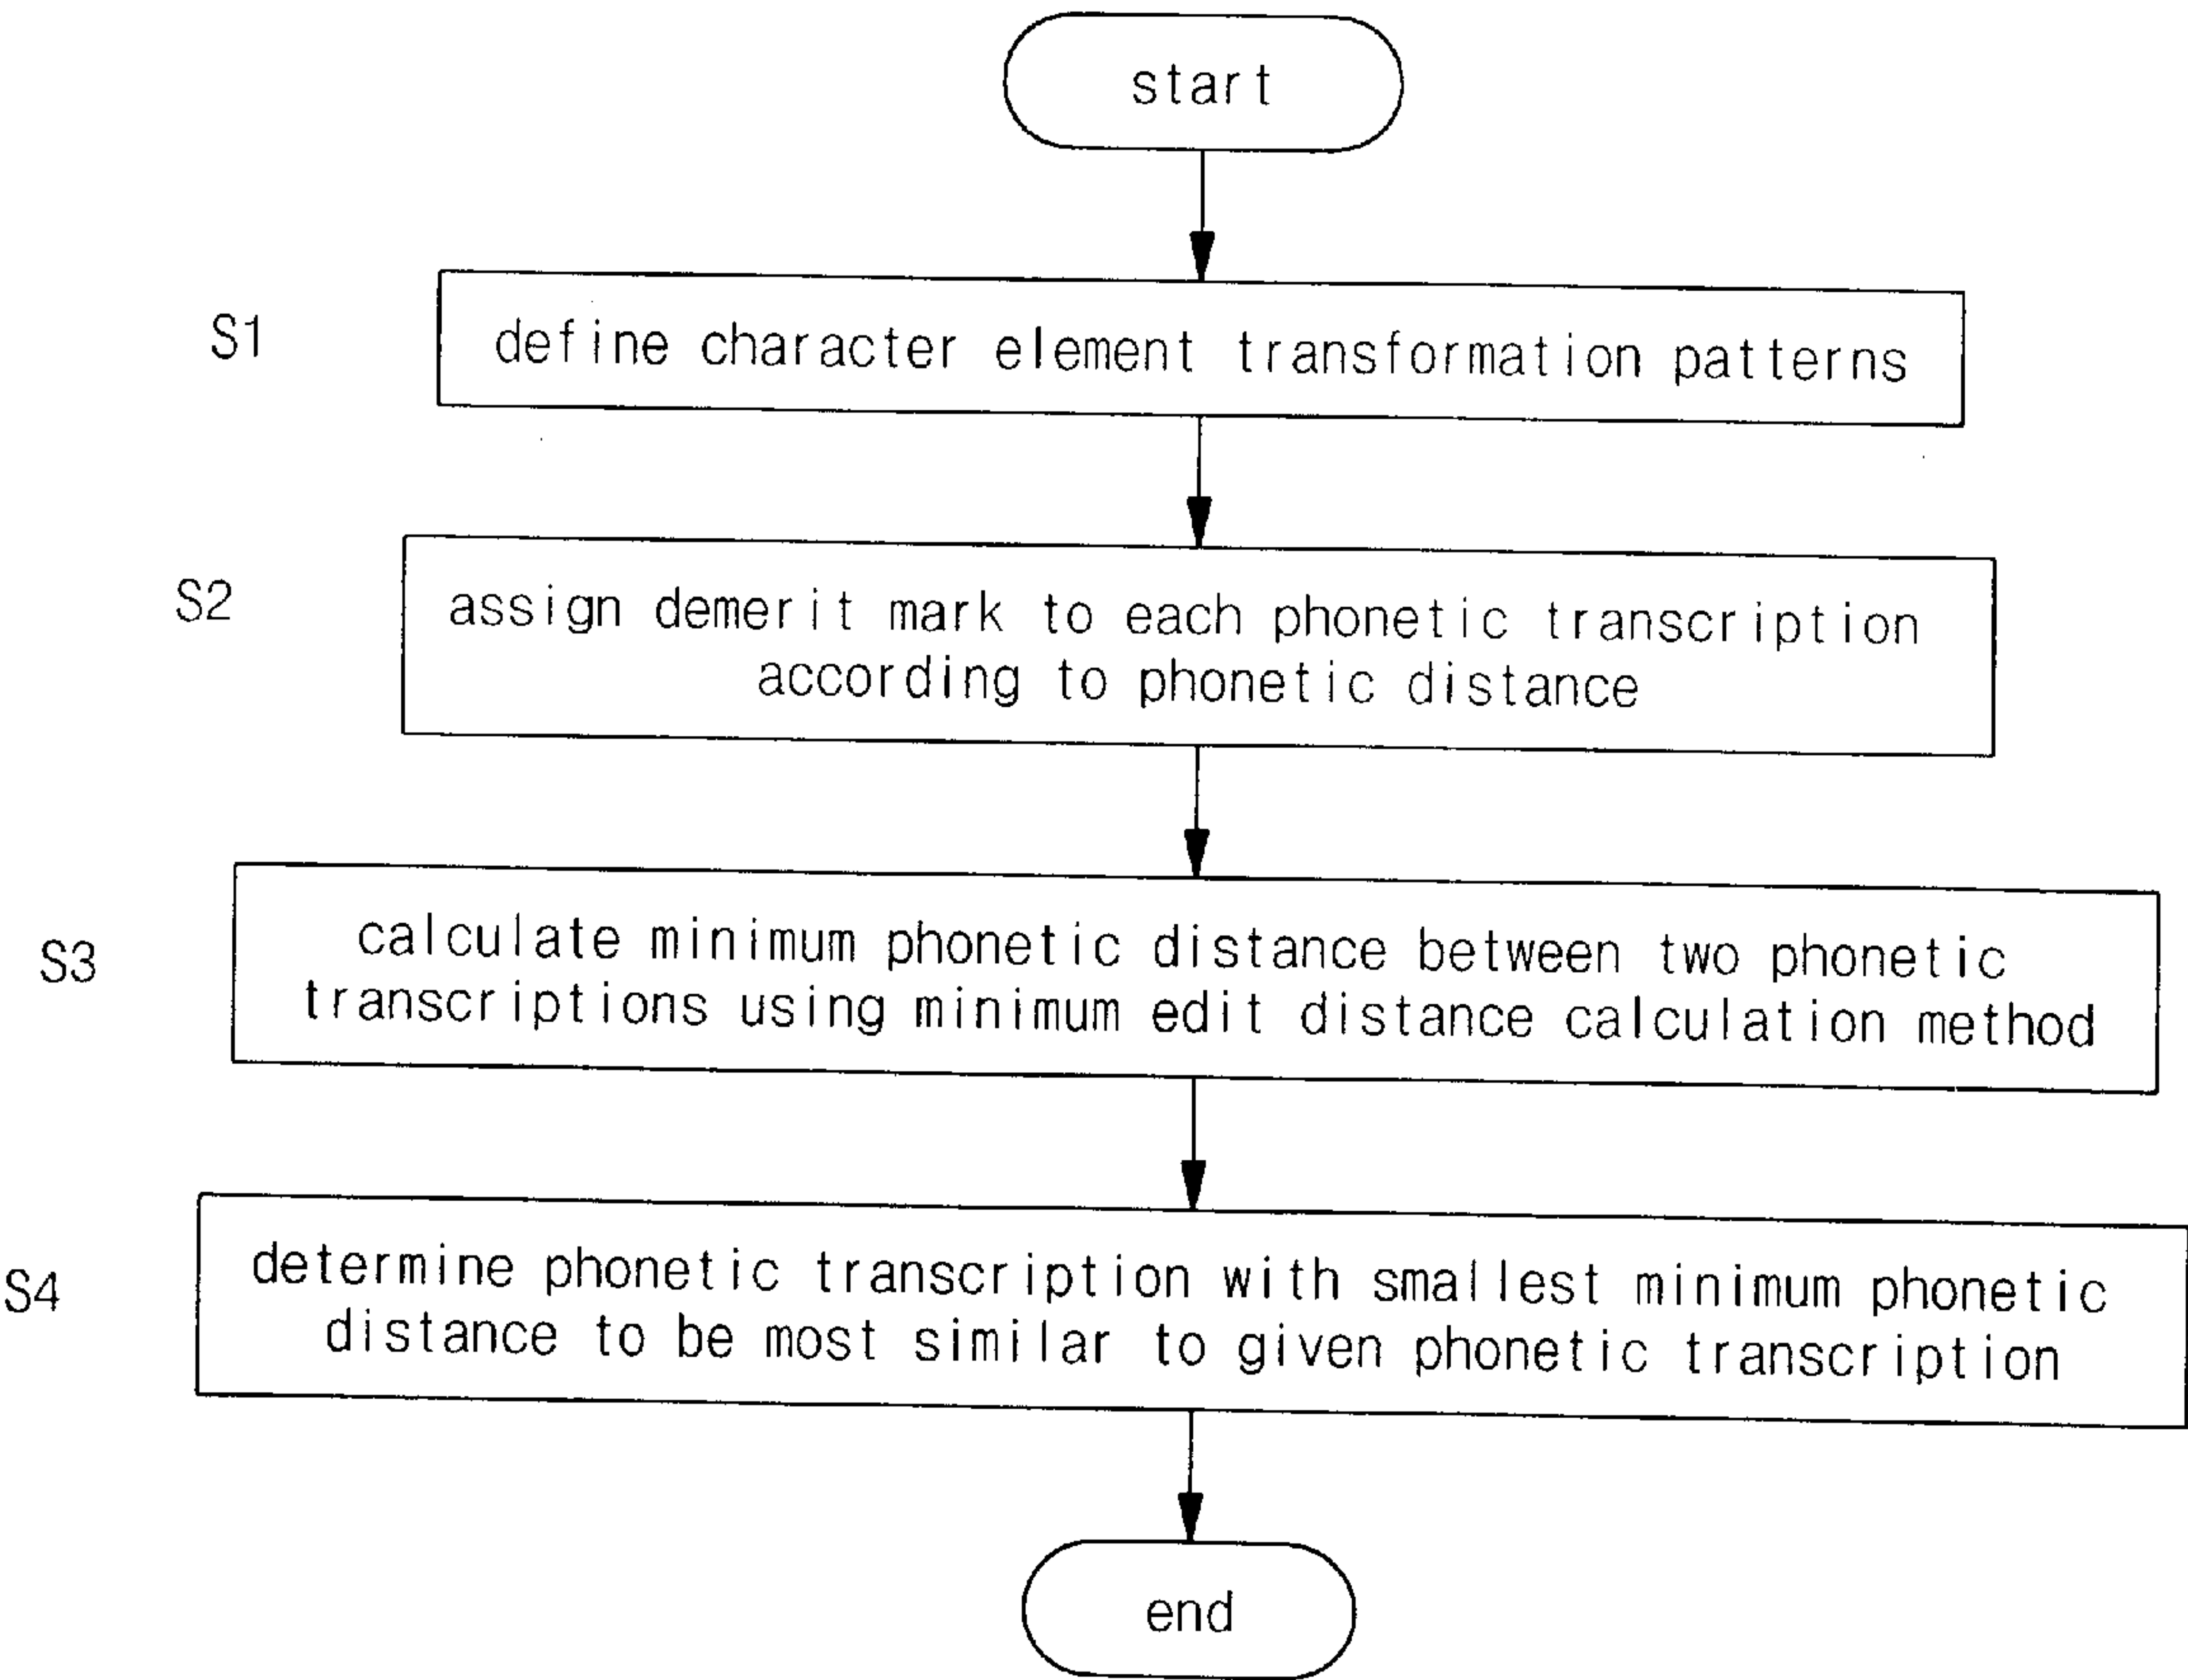 start
S1
define character element transformation patterns
S2
assign demerit mark to each phonetic transcription
according to phonetic distance
S3
calculate minimum phonetic distance between two phonetic
transcriptions using minimum edit distance calculation method
S4
determine phonetic transcription with smallest minimum phonetic
distance to be most similar to given phonetic transcription
end